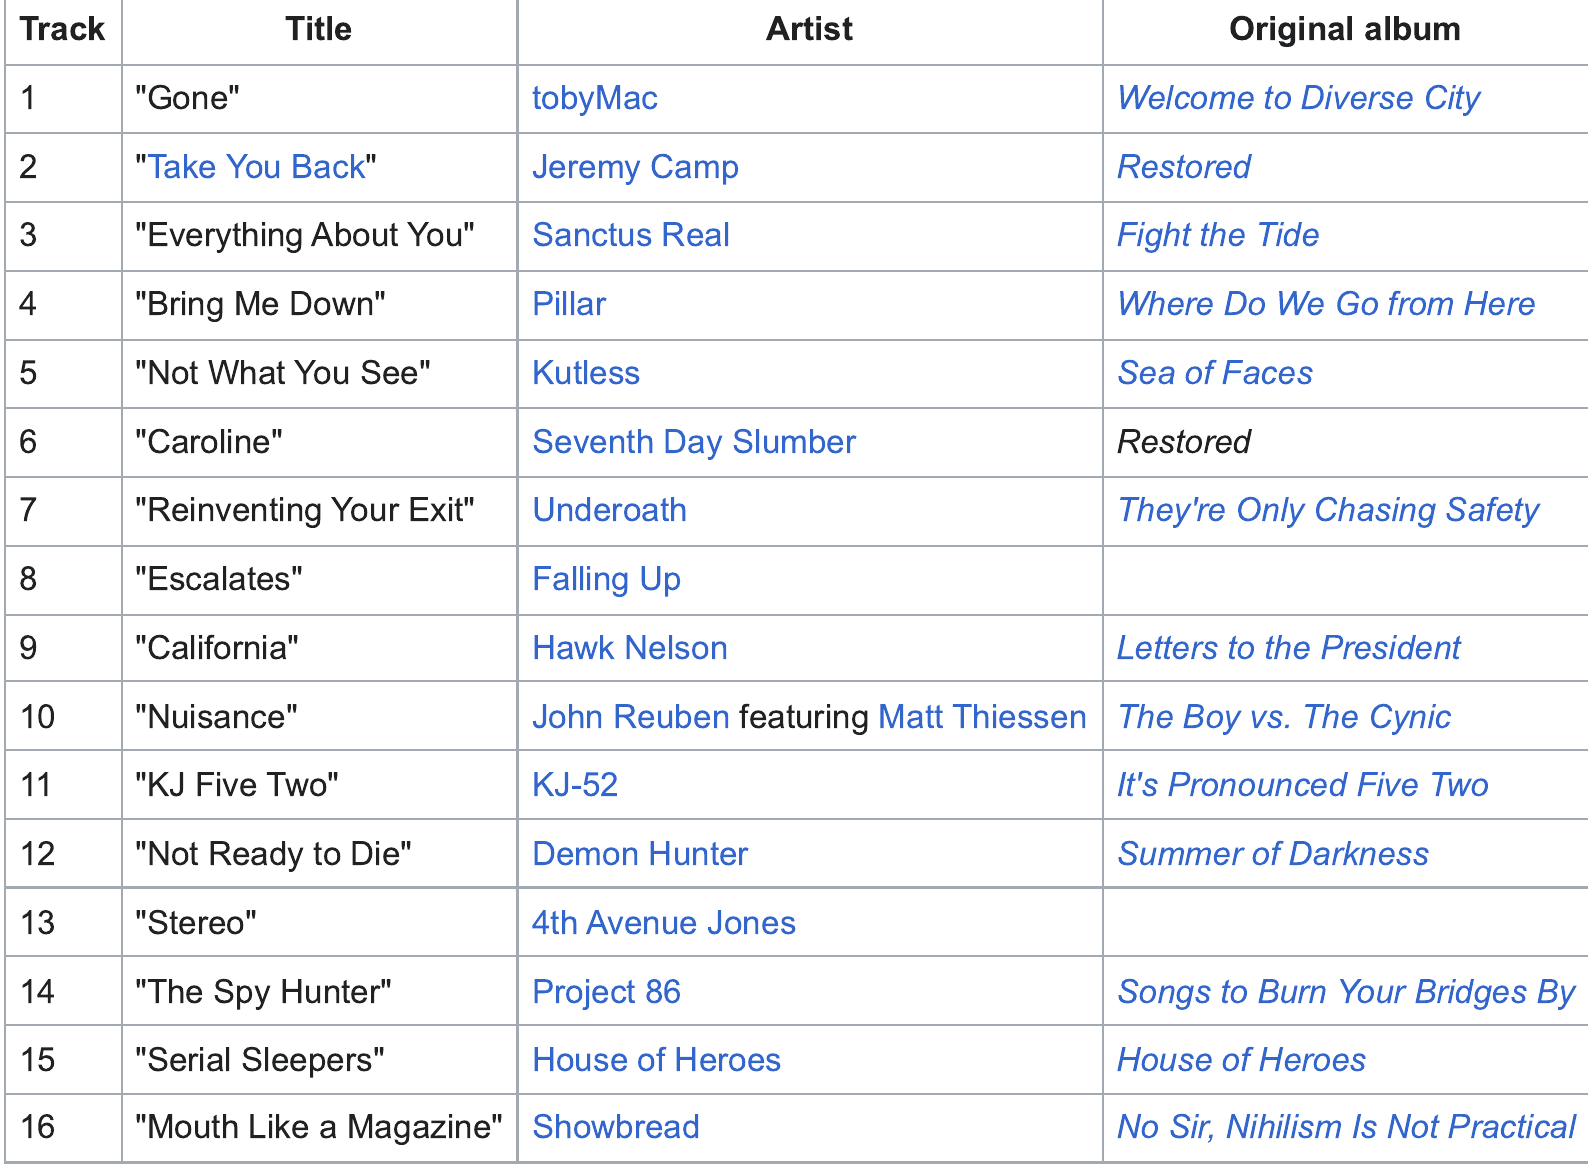 Track Title Artist Original album
1 "Gone" tobyMac Welcome to Diverse City
2 "Take You Back" Jeremy Camp Restored
3 "Everything About You" Sanctus Real Fight the Tide
4 "Bring Me Down" Pillar Where Do We Go from Here
5 "Not What You See" Kutless Sea of Faces
6 "Caroline" Seventh Day Slumber Restored
7 "Reinventing Your Exit" Underoath They're Only Chasing Safety
8 "Escalates" Falling Up
9 "California" Hawk Nelson Letters to the President
10 "Nuisance" John Reuben featuring Matt Thiessen The Boy vs. The Cynic
11 "KJ Five Two" KJ-52 It's Pronounced Five Two
12 "Not Ready to Die" Demon Hunter Summer of Darkness
13 "Stereo" 4th Avenue Jones
14 "The Spy Hunter" Project 86 Songs to Burn Your Bridges By
15 "Serial Sleepers" House of Heroes House of Heroes
16 "Mouth Like a Magazine" Showbread No Sir, Nihilism Is Not Practical